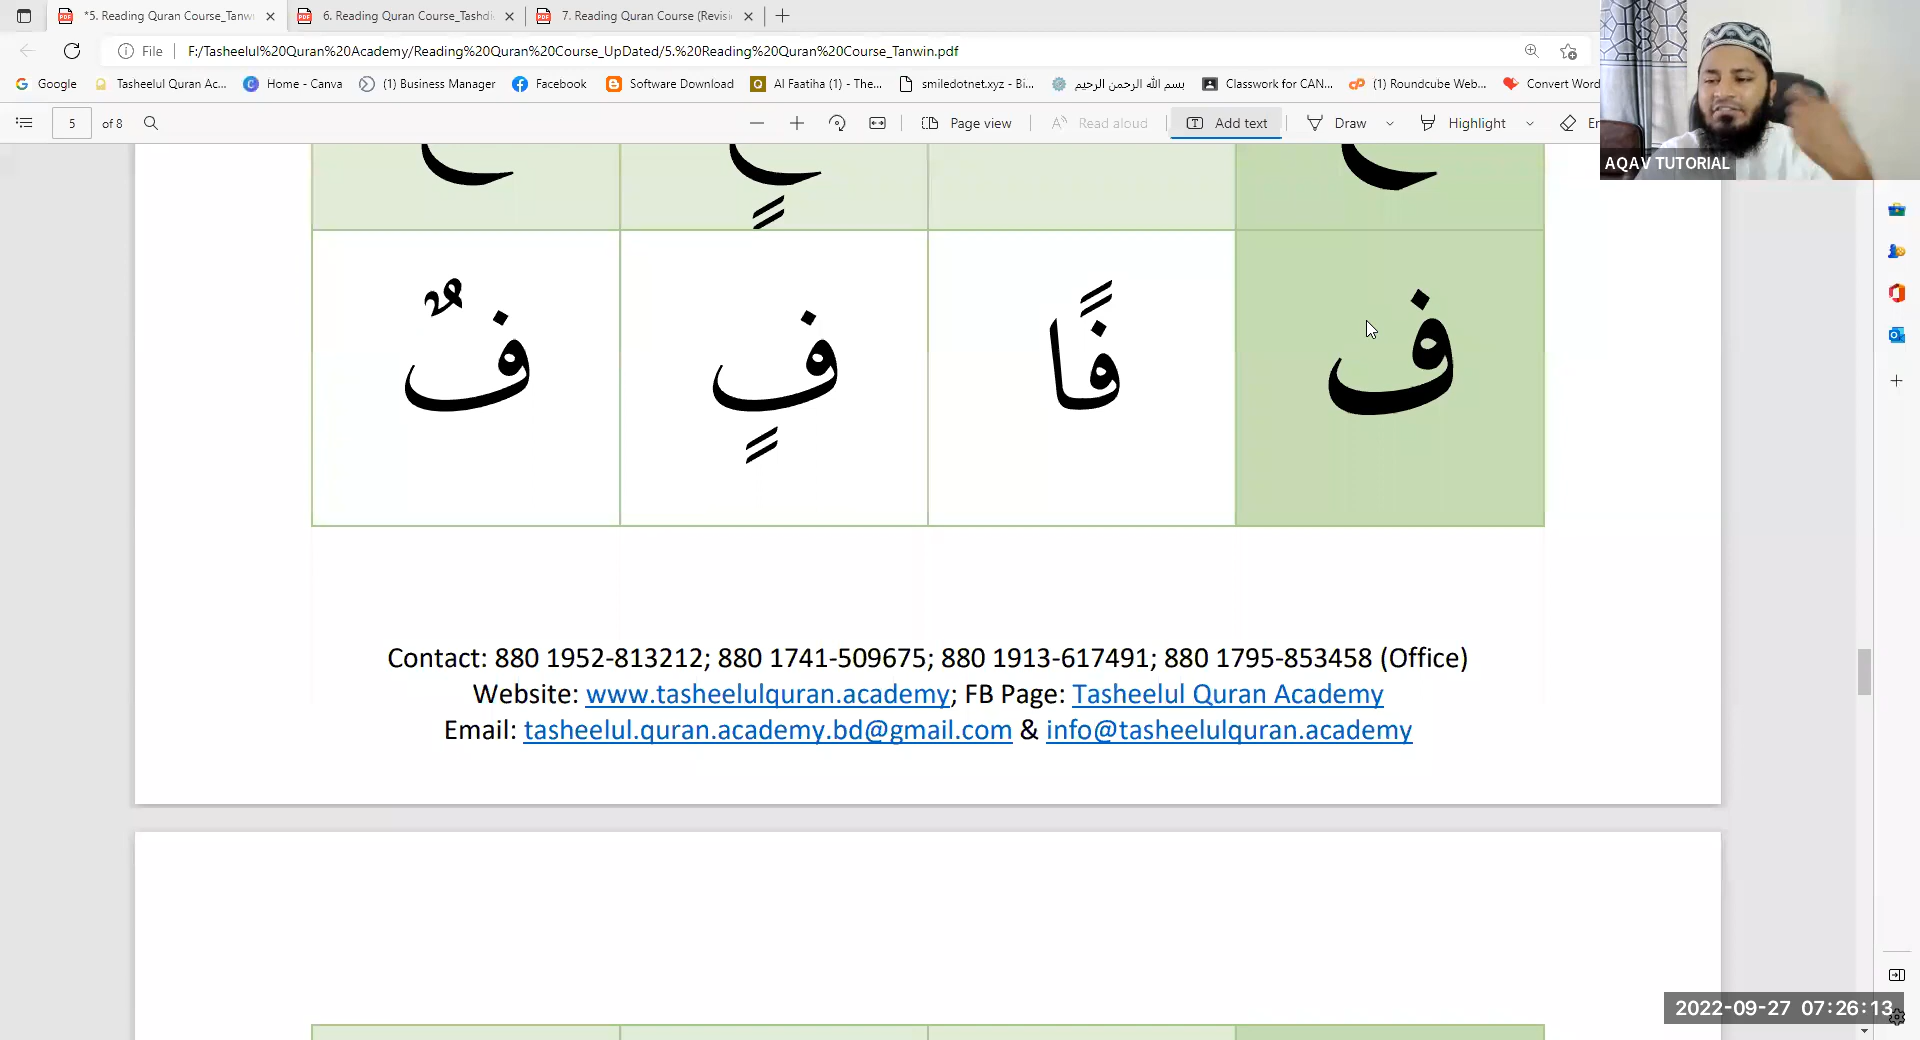 *5. Reading Quran Course_Tanw
6. Reading Quran Course_Tashdi
7. Reading Quran Course (Revisi
File
F:/Tasheelul%20Quran%20Academy/Reading%20Quran%20Course_UpDated/5.%20Reading%20Quran%20Course_Tanwin.pdf
Google
Tasheelul Quran Ac...
Home - Canva
(1) Business Manager
Facebook
Software Download
Al Faatiha (1) - The...
smiledotnet.xyz - Bi...
بسم الله الرحمن الرحيم
Classwork for CAN...
(1) Roundcube Web...
Convert Word
5 of 8
Page view
Read aloud
Add text
Draw
Highlight
AQAV TUTORIAL
ف فًا فٍ فٌ
Contact: 880 1952-813212; 880 1741-509675; 880 1913-617491; 880 1795-853458 (Office)
Website: www.tasheelulquran.academy; FB Page: Tasheelul Quran Academy
Email: tasheelul.quran.academy.bd@gmail.com & info@tasheelulquran.academy
2022-09-27 07:26:13